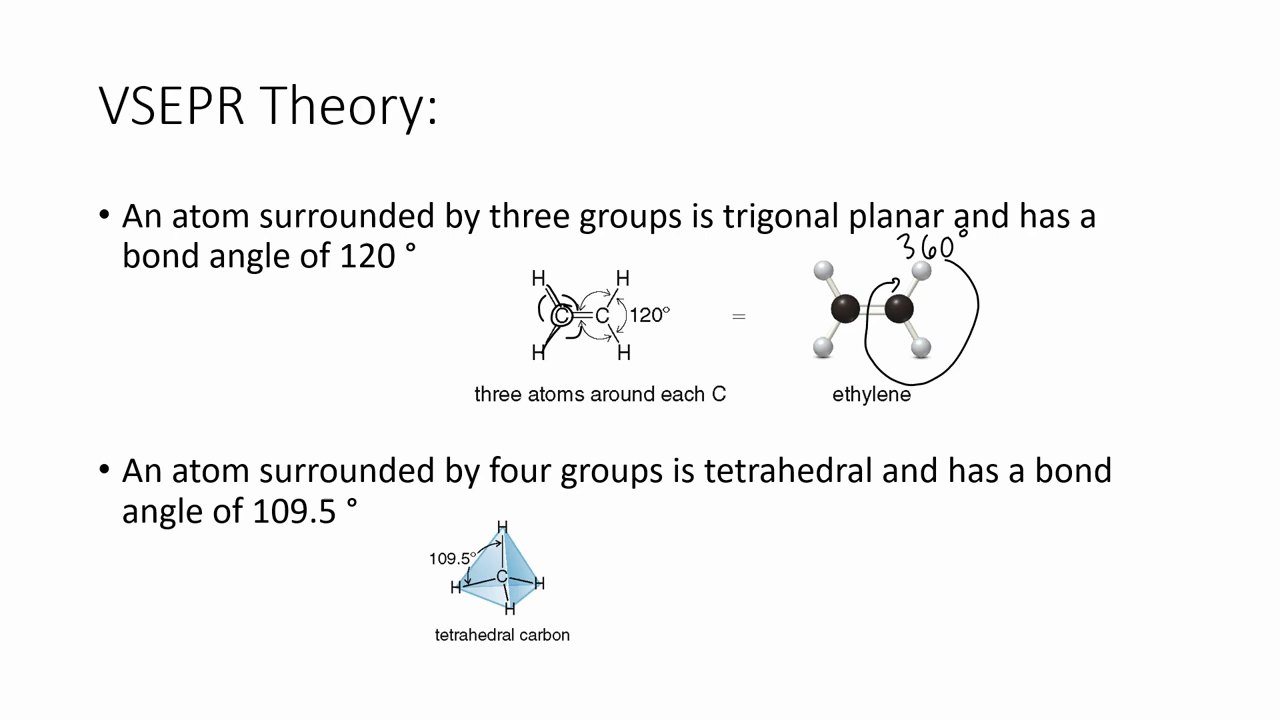 VSEPR Theory:
• An atom surrounded by three groups is trigonal planar and has a
bond angle of 120 °
360°
H H
C=C 120°
H H
=
three atoms around each C
ethylene
• An atom surrounded by four groups is tetrahedral and has a bond
angle of 109.5 °
H
109.5°
C
H H
H
tetrahedral carbon